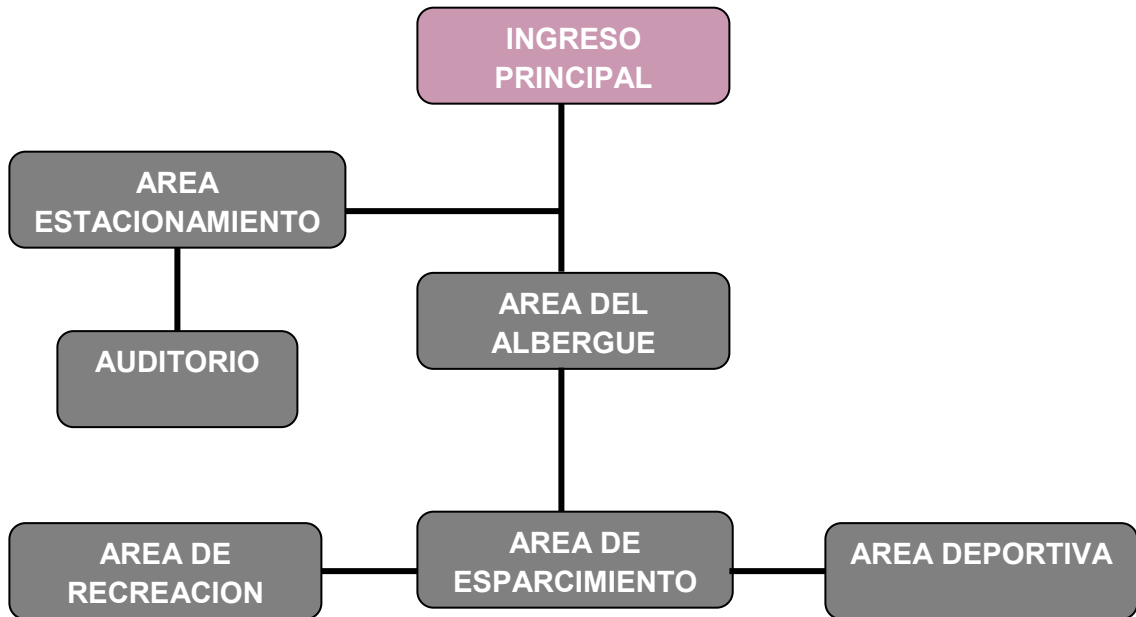 INGRESO
PRINCIPAL
AREA
ESTACIONAMIENTO
AREA DEL
ALBERGUE
AUDITORIO
AREA DE
RECREACION
AREA DE
ESPARCIMIENTO
AREA DEPORTIVA